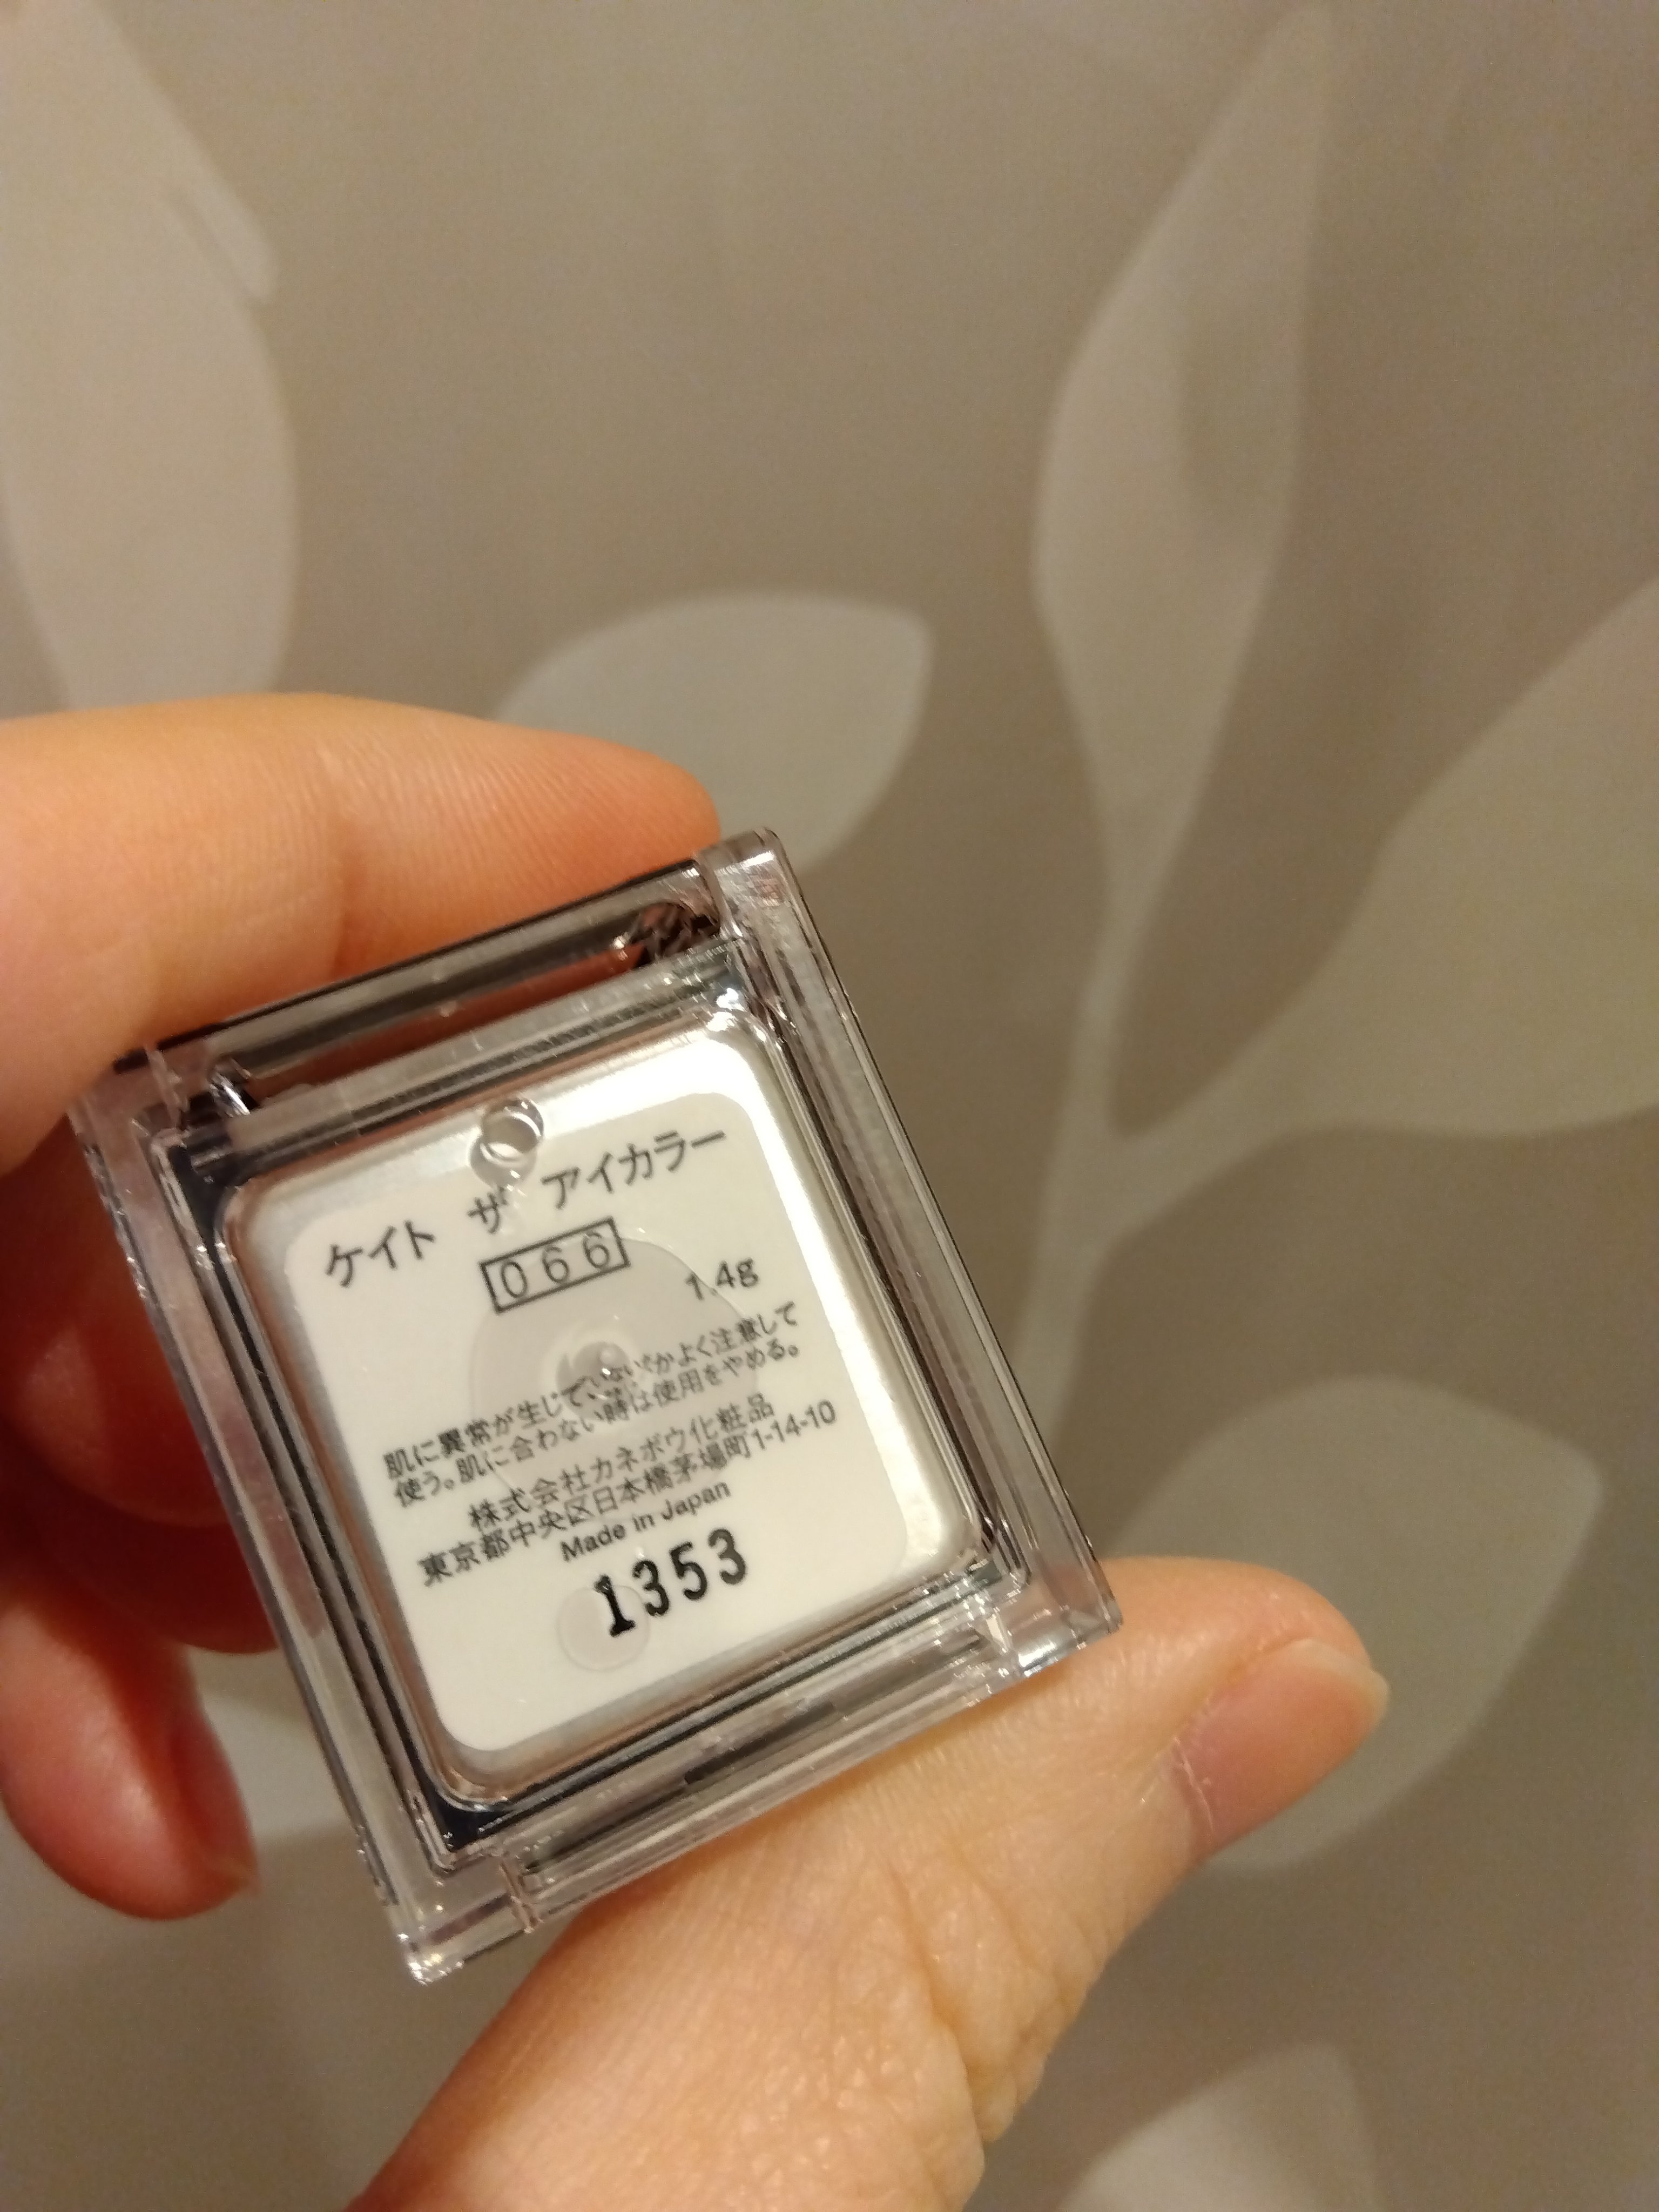 ケイト ザ アイカラー
066
1.4g
肌に異常が生じていないかよく注意して
使う。肌に合わない時は使用をやめる。
株式会社カネボウ化粧品
東京都中央区日本橋茅場町1-14-10
Made in Japan
1353